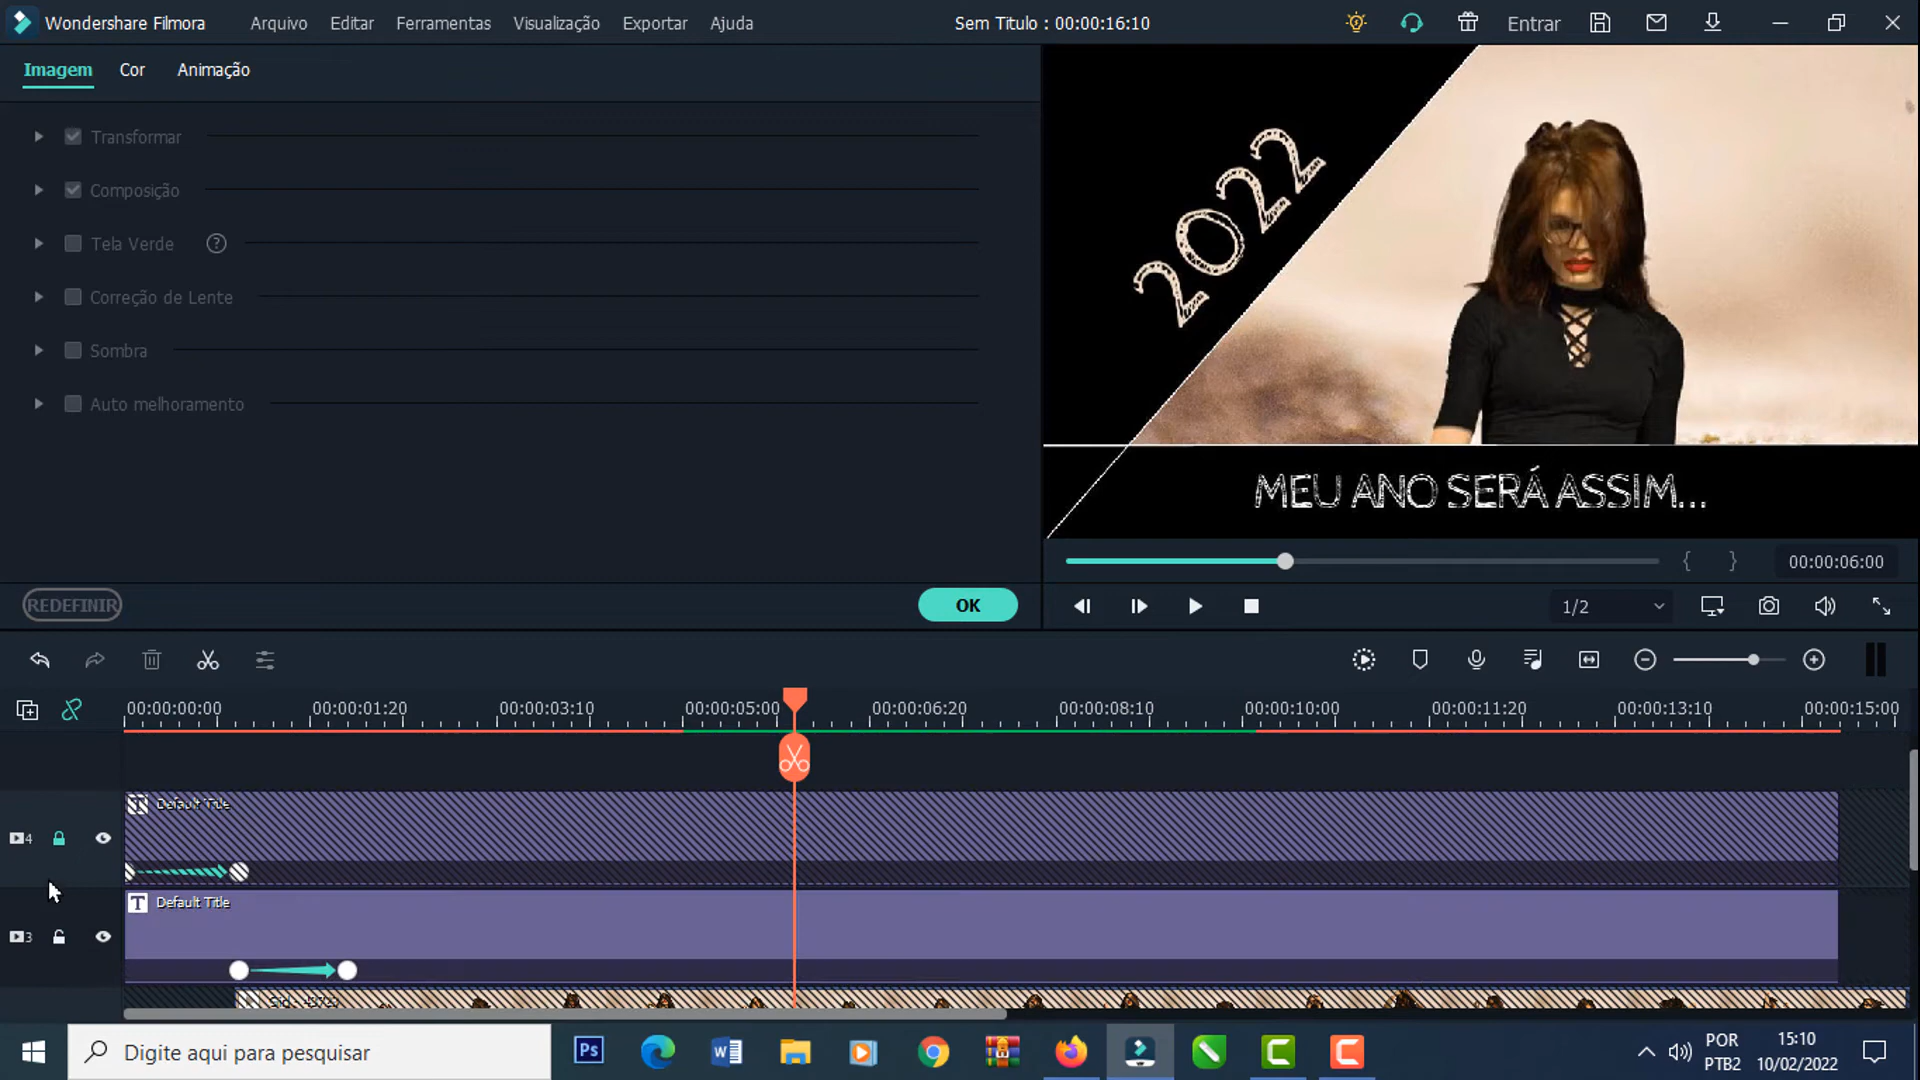 Wondershare Filmora Arquivo Editar Ferramentas Visualização Exportar Ajuda Sem Titulo : 00:00:16:10 Entrar
Imagem Cor Animação
Transformar
Composição
Tela Verde ?
Correção de Lente
Sombra
Auto melhoramento
2022
MEU ANO SERÁ ASSIM...
{ } 00:00:06:00
REDEFINIR OK
1/2
00:00:00:00 00:00:01:20 00:00:03:10 00:00:05:00 00:00:06:20 00:00:08:10 00:00:10:00 00:00:11:20 00:00:13:10 00:00:15:00
T Default Title
4
T Default Title
3
Digite aqui para pesquisar
Ps
POR
PTB2
15:10
10/02/2022